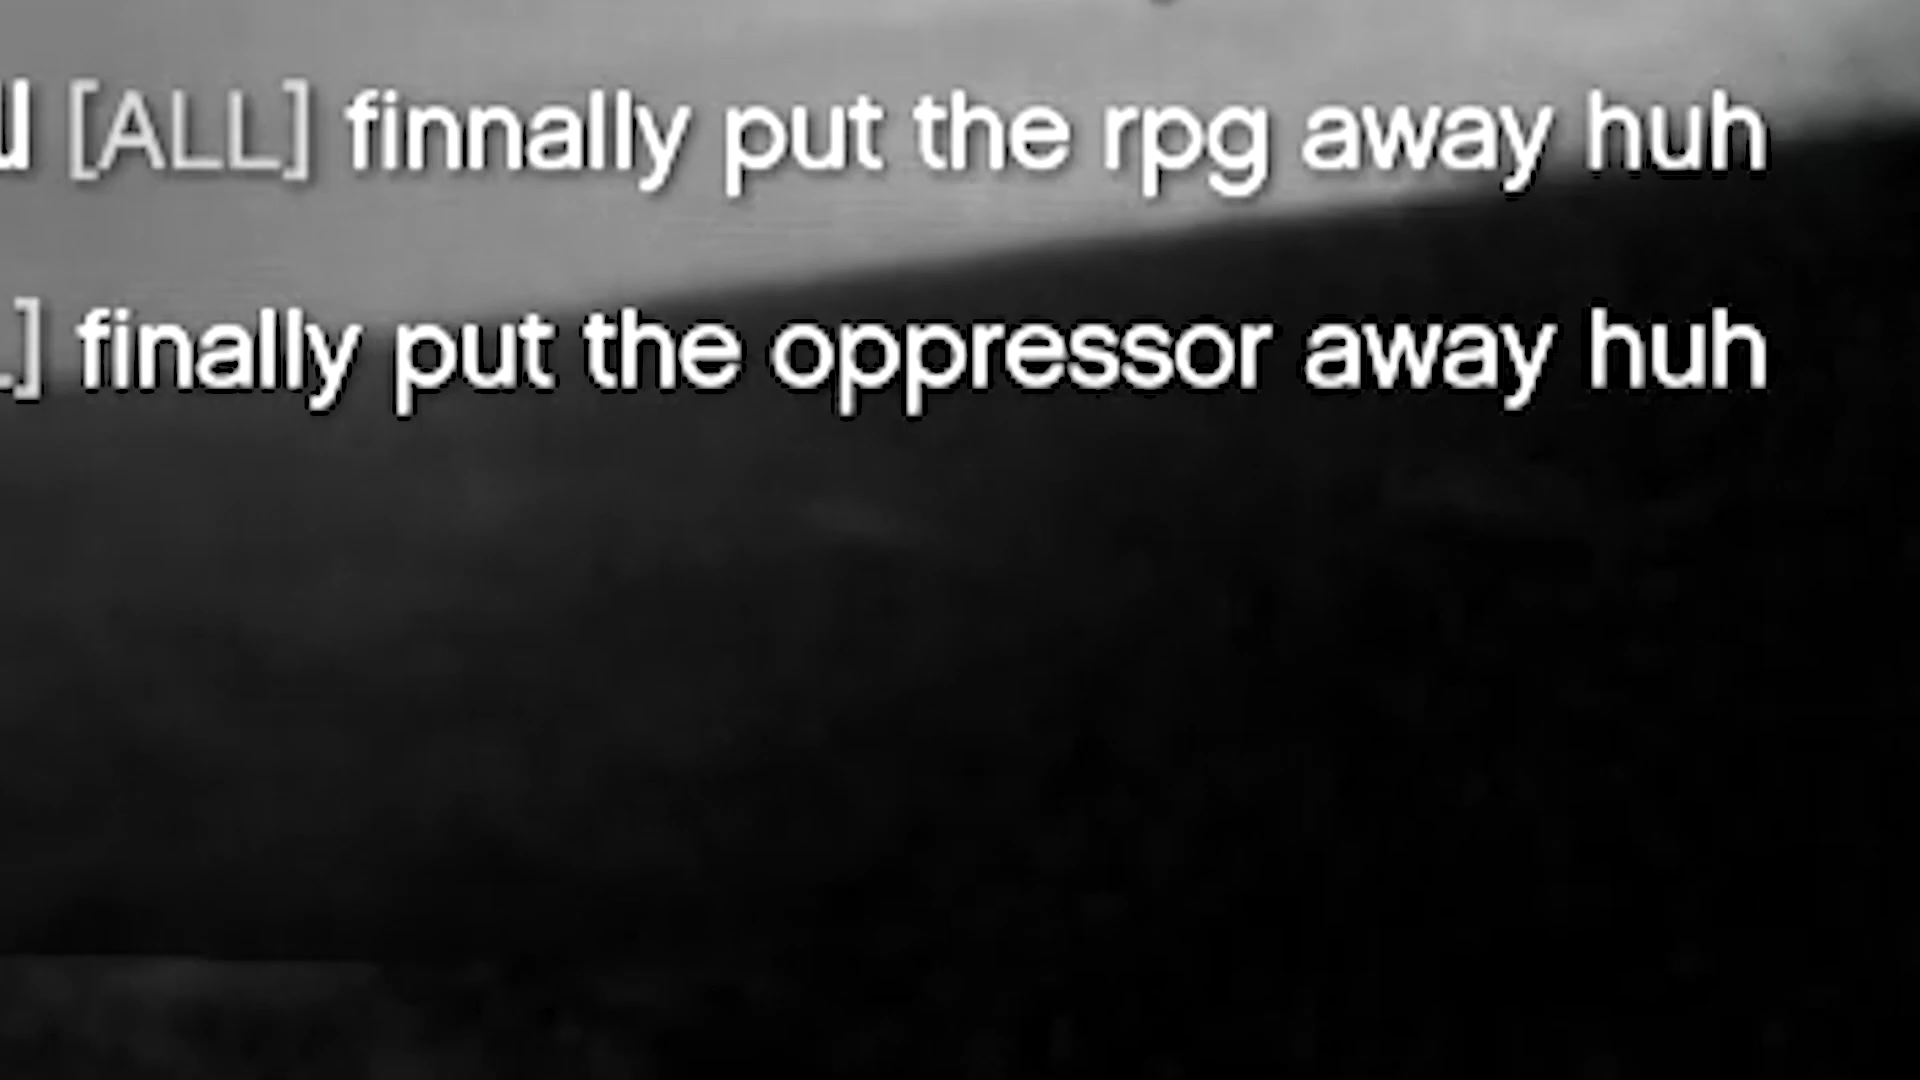 [ALL] finnally put the rpg away huh
] finally put the oppressor away huh